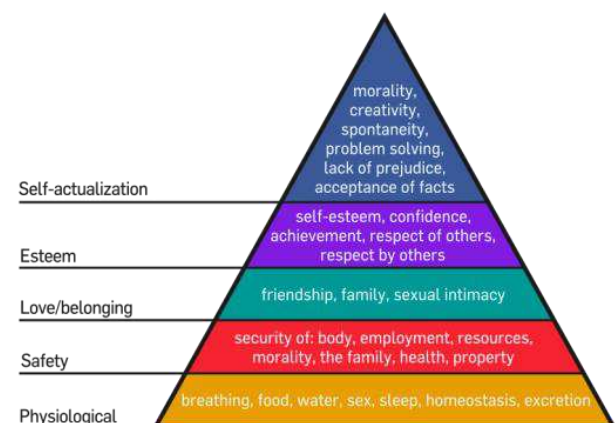 morality,
creativity,
spontaneity,
problem solving,
lack of prejudice,
acceptance of facts
Self-actualization
self-esteem, confidence,
achievement, respect of others,
respect by others
Esteem
friendship, family, sexual intimacy
Love/belonging
security of: body, employment, resources,
morality, the family, health, property
Safety
breathing, food, water, sex, sleep, homeostasis, excretion
Physiological